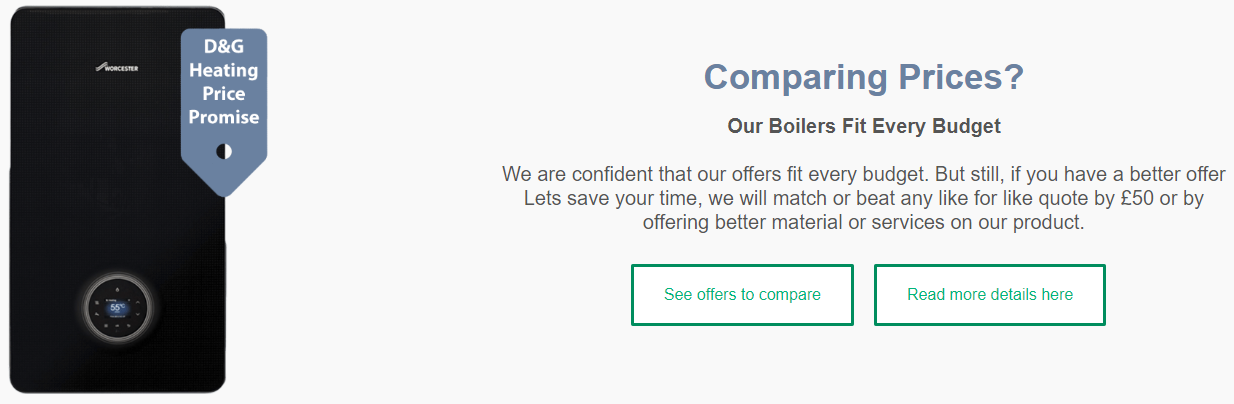 WORCESTER
D&G
Heating
Price
Promise
55°C
Comparing Prices?
Our Boilers Fit Every Budget
We are confident that our offers fit every budget. But still, if you have a better offer
Lets save your time, we will match or beat any like for like quote by £50 or by
offering better material or services on our product.
See offers to compare
Read more details here